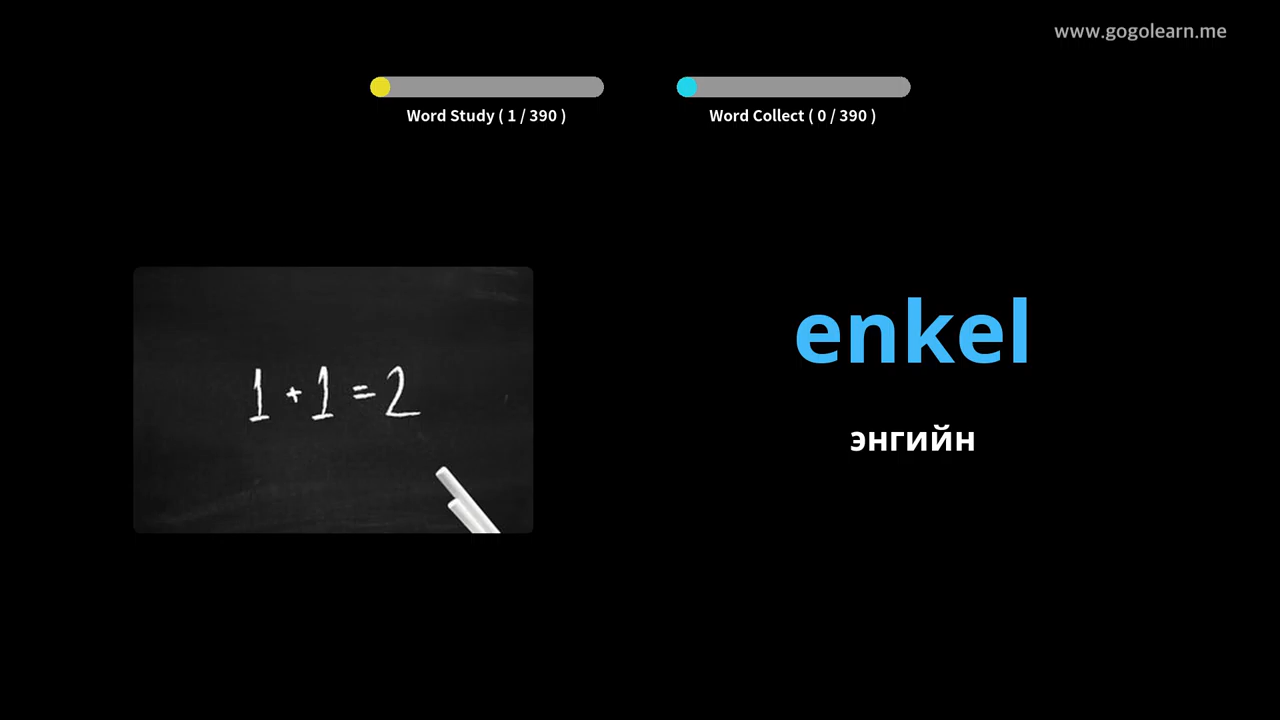 www.gogolearn.me
Word Study ( 1 / 390 )
Word Collect ( 0 / 390 )
1 + 1 = 2
enkel
энгийн